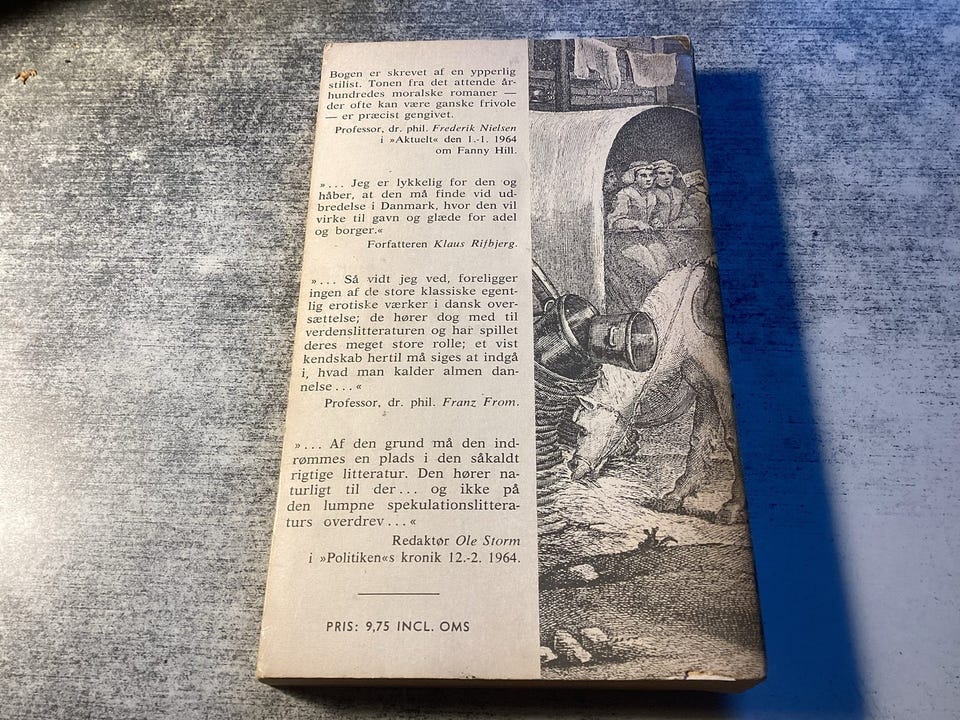 Bogen er skrevet af en ypperlig
stilist. Tonen fra det attende år-
hundredes moralske romaner —
der ofte kan være ganske frivole
— er præcist gengivet.
Professor, dr. phil. Frederik Nielsen
i »Aktuelt« den 1.-1. 1964
om Fanny Hill.
»... Jeg er lykkelig for den og
håber, at den må finde vid ud-
bredelse i Danmark, hvor den vil
virke til gavn og glæde for adel
og borger.«
Forfatteren Klaus Rifbjerg.
»... Så vidt jeg ved, foreligger
ingen af de store klassiske egent-
lig erotiske værker i dansk over-
sættelse; de hører dog med til
verdenslitteraturen og har spillet
deres meget store rolle; et vist
kendskab hertil må siges at indgå
i, hvad man kalder almen dan-
nelse...«
Professor, dr. phil. Franz From.
»... Af den grund må den ind-
rømmes en plads i den såkaldt
rigtige litteratur. Den hører na-
turligt til der... og ikke på
den lumpne spekulationslittera-
turs overdrev...«
Redaktør Ole Storm
i »Politiken«s kronik 12.-2. 1964.
PRIS: 9,75 INCL. OMS